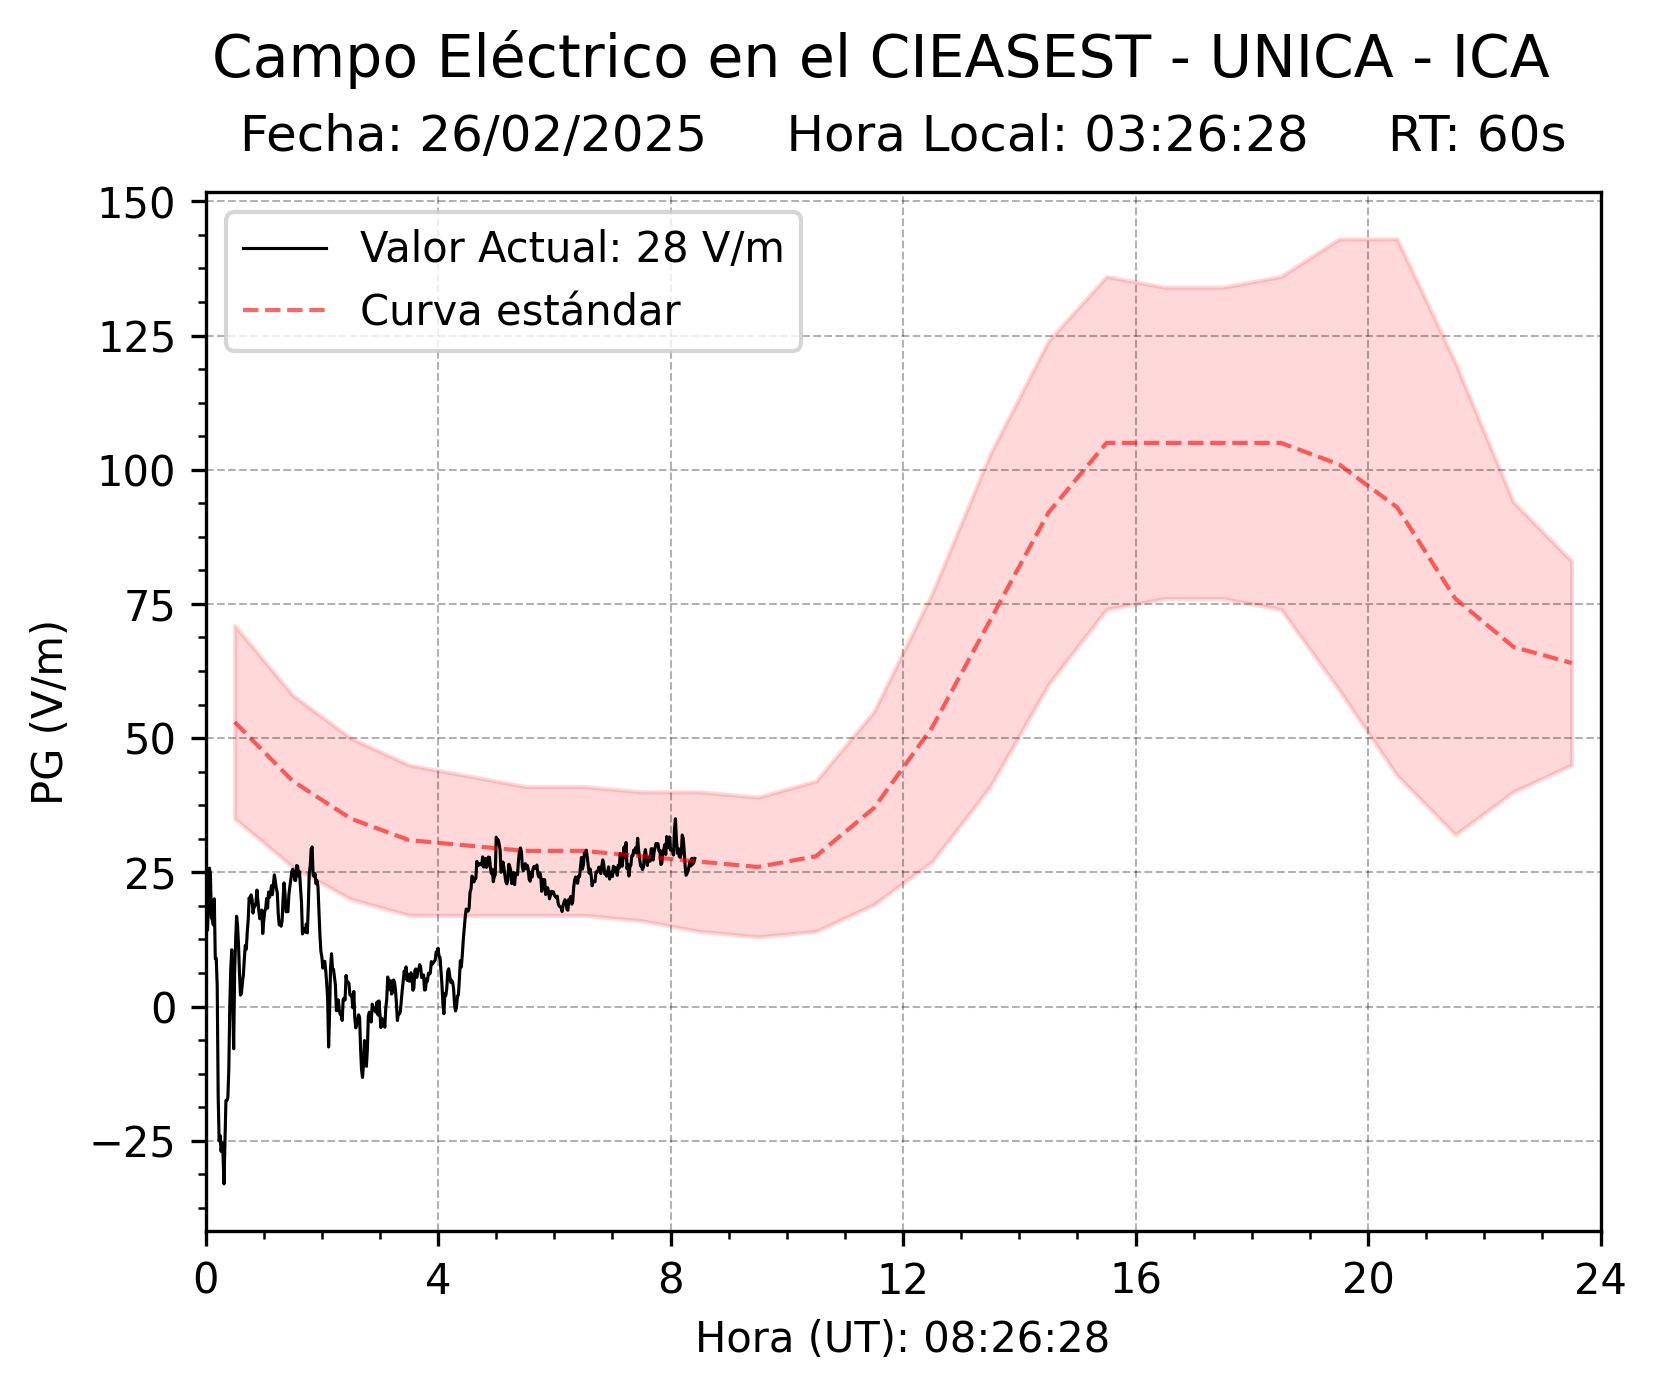 Campo Eléctrico en el CIEASEST - UNICA - ICA
Fecha: 26/02/2025 Hora Local: 03:26:28 RT: 60s
Valor Actual: 28 V/m
Curva estándar
PG (V/m)
150
125
100
75
50
25
0
−25
0 4 8 12 16 20 24
Hora (UT): 08:26:28